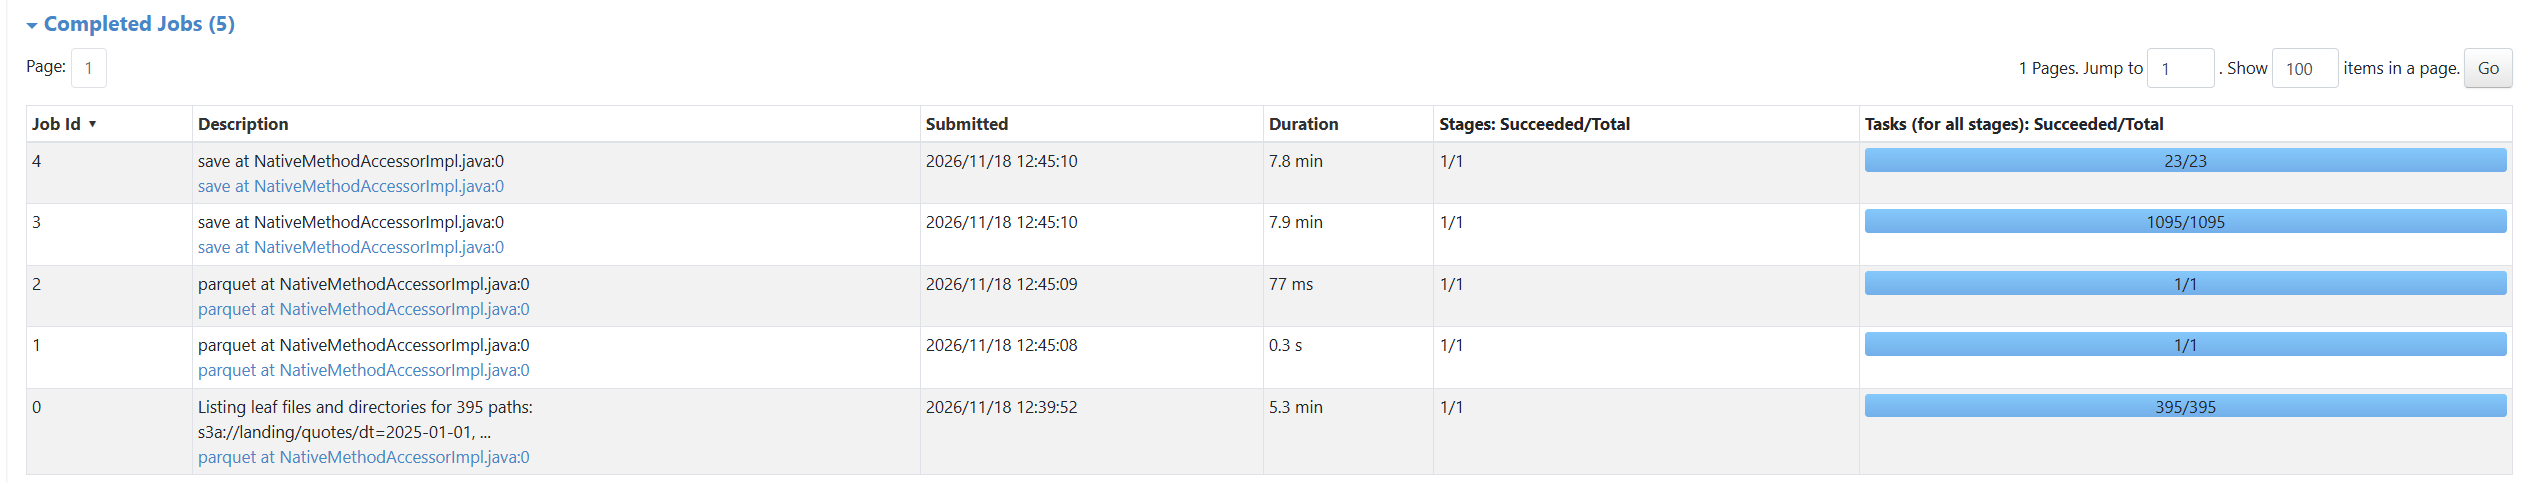 Completed Jobs (5)
Page: 1
1 Pages. Jump to 1 . Show 100 items in a page. Go
Job Id ▾ Description Submitted Duration Stages: Succeeded/Total Tasks (for all stages): Succeeded/Total
4 save at NativeMethodAccessorImpl.java:0 2026/11/18 12:45:10 7.8 min 1/1 23/23
save at NativeMethodAccessorImpl.java:0
3 save at NativeMethodAccessorImpl.java:0 2026/11/18 12:45:10 7.9 min 1/1 1095/1095
save at NativeMethodAccessorImpl.java:0
2 parquet at NativeMethodAccessorImpl.java:0 2026/11/18 12:45:09 77 ms 1/1 1/1
parquet at NativeMethodAccessorImpl.java:0
1 parquet at NativeMethodAccessorImpl.java:0 2026/11/18 12:45:08 0.3 s 1/1 1/1
parquet at NativeMethodAccessorImpl.java:0
0 Listing leaf files and directories for 395 paths: 2026/11/18 12:39:52 5.3 min 1/1 395/395
s3a://landing/quotes/dt=2025-01-01, ...
parquet at NativeMethodAccessorImpl.java:0